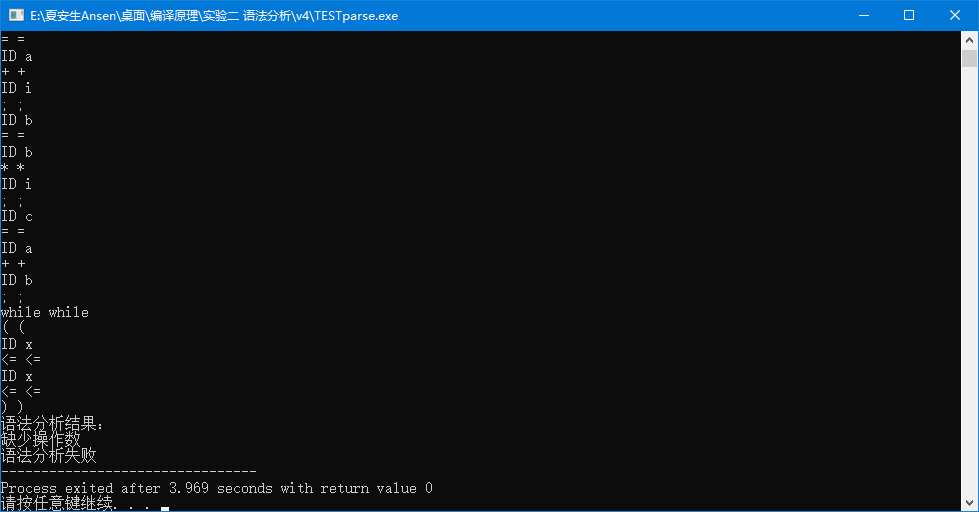 E:\夏安生Ansen\桌面\编译原理\实验二 语法分析\v4\TESTparse.exe
= =
ID a
+ +
ID i
; ;
ID b
= =
ID b
* *
ID i
; ;
ID c
= =
ID a
+ +
ID b
; ;
while while
( (
ID x
<= <=
ID x
<= <=
) )
语法分析结果：
缺少操作数
语法分析失败
--------------------------------
Process exited after 3.969 seconds with return value 0
请按任意键继续. . .